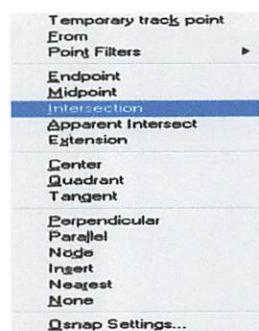 Temporary track point
From
Point Filters
Endpoint
Midpoint
Intersection
Apparent Intersect
Extension
Center
Quadrant
Tangent
Perpendicular
Parallel
Node
Insert
Nearest
None
Osnap Settings...